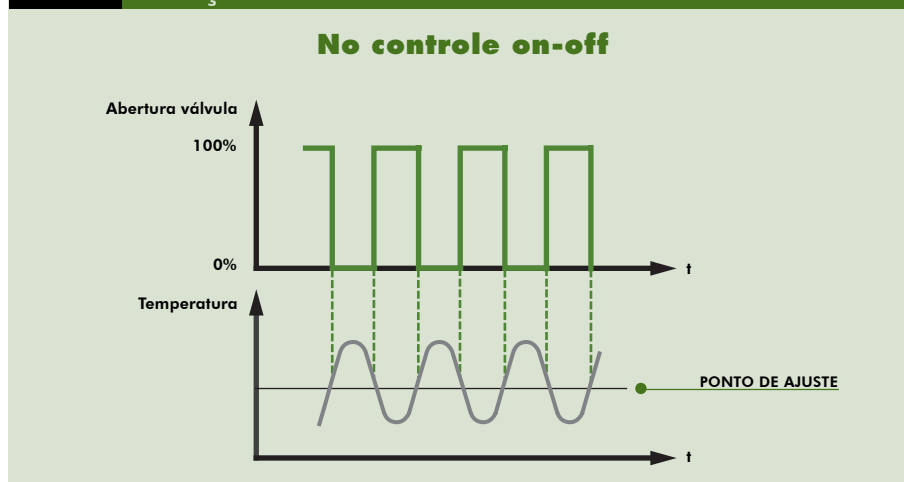 No controle on-off
Abertura válvula
100%
0%
t
Temperatura
PONTO DE AJUSTE
t